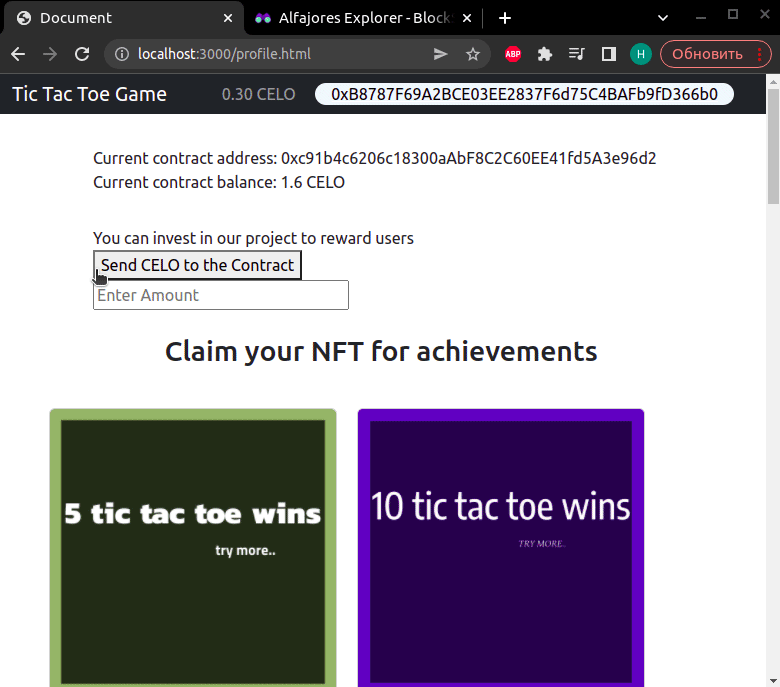 Document
Alfajores Explorer - Block
localhost:3000/profile.html
ABP
H
Обновить
Tic Tac Toe Game
0.30 CELO
0xB8787F69A2BCE03EE2837F6d75C4BAFb9fD366b0
Current contract address: 0xc91b4c6206c18300aAbF8C2C60EE41fd5A3e96d2
Current contract balance: 1.6 CELO
You can invest in our project to reward users
Send CELO to the Contract
Enter Amount
Claim your NFT for achievements
5 tic tac toe wins
try more..
10 tic tac toe wins
TRY MORE..